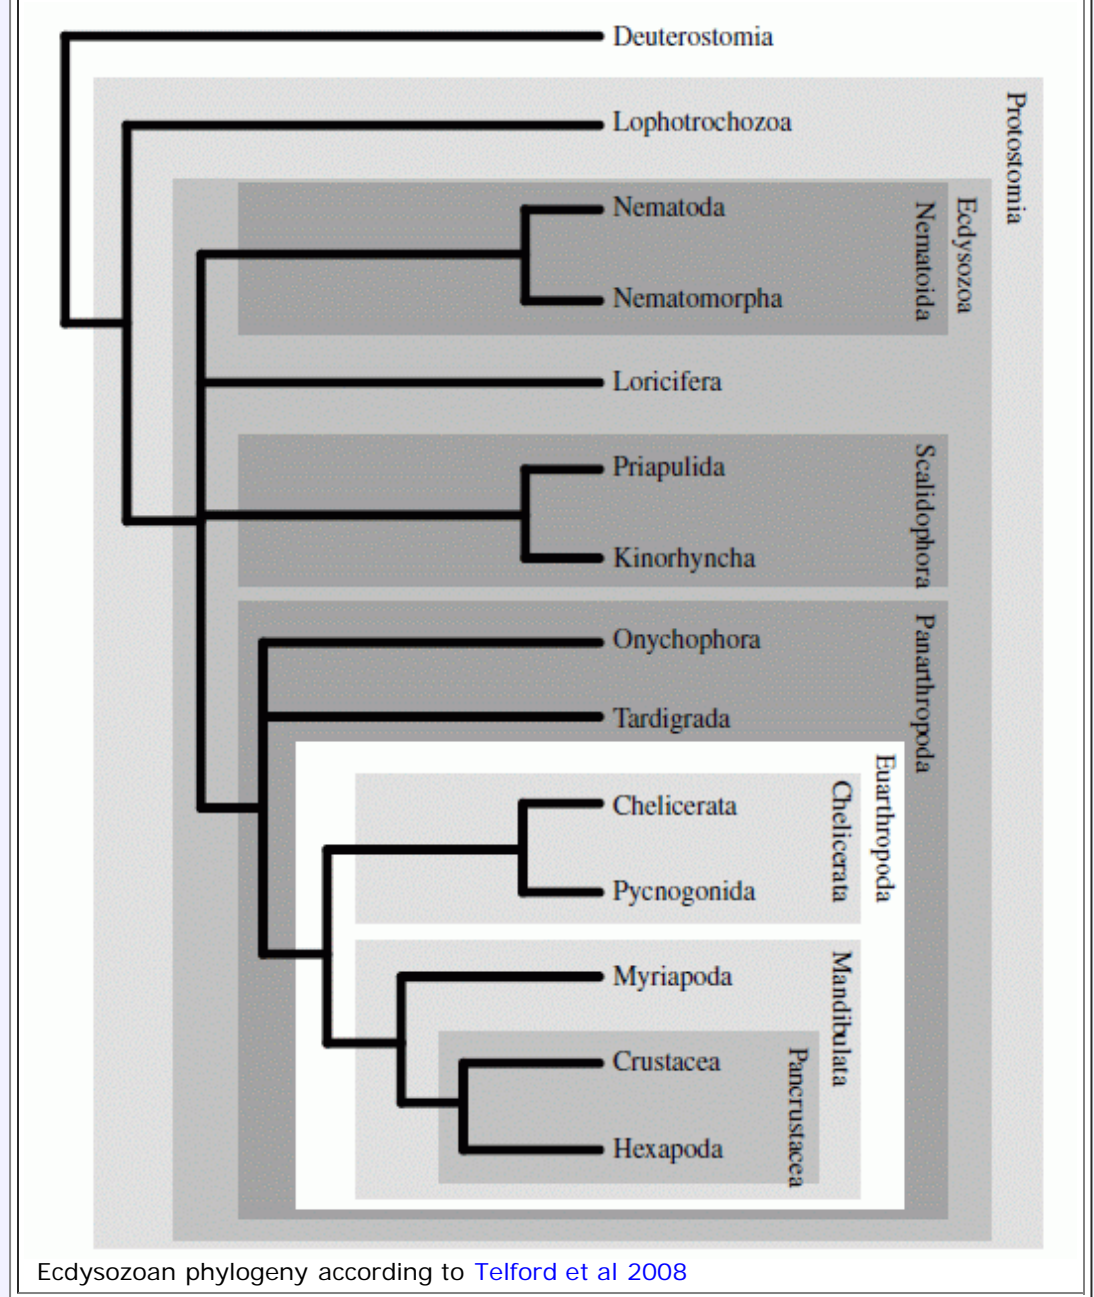 Deuterostomia
Protostomia
Lophotrochozoa
Ecdysozoa
Nematoida
Nematoda
Nematomorpha
Loricifera
Scalidophora
Priapulida
Kinorhyncha
Panarthropoda
Onychophora
Tardigrada
Euarthropoda
Chelicerata
Chelicerata
Pycnogonida
Mandibulata
Myriapoda
Pancrustacea
Crustacea
Hexapoda
Ecdysozoan phylogeny according to Telford et al 2008